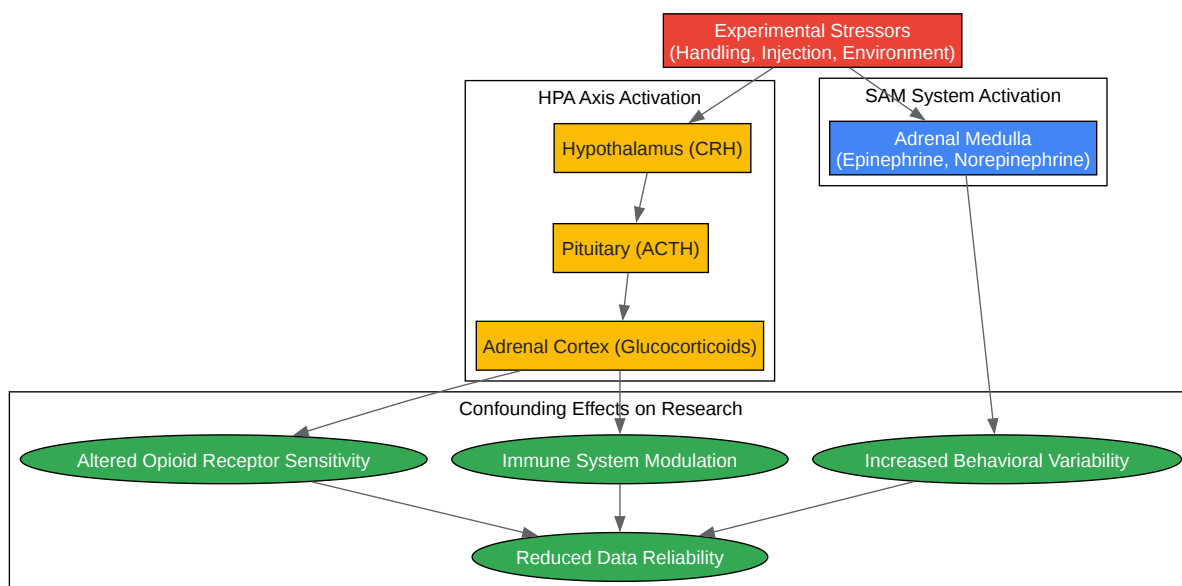 Experimental Stressors
(Handling, Injection, Environment)
HPA Axis Activation
SAM System Activation
Hypothalamus (CRH)
Adrenal Medulla
(Epinephrine, Norepinephrine)
Pituitary (ACTH)
Adrenal Cortex (Glucocorticoids)
Confounding Effects on Research
Altered Opioid Receptor Sensitivity
Immune System Modulation
Increased Behavioral Variability
Reduced Data Reliability